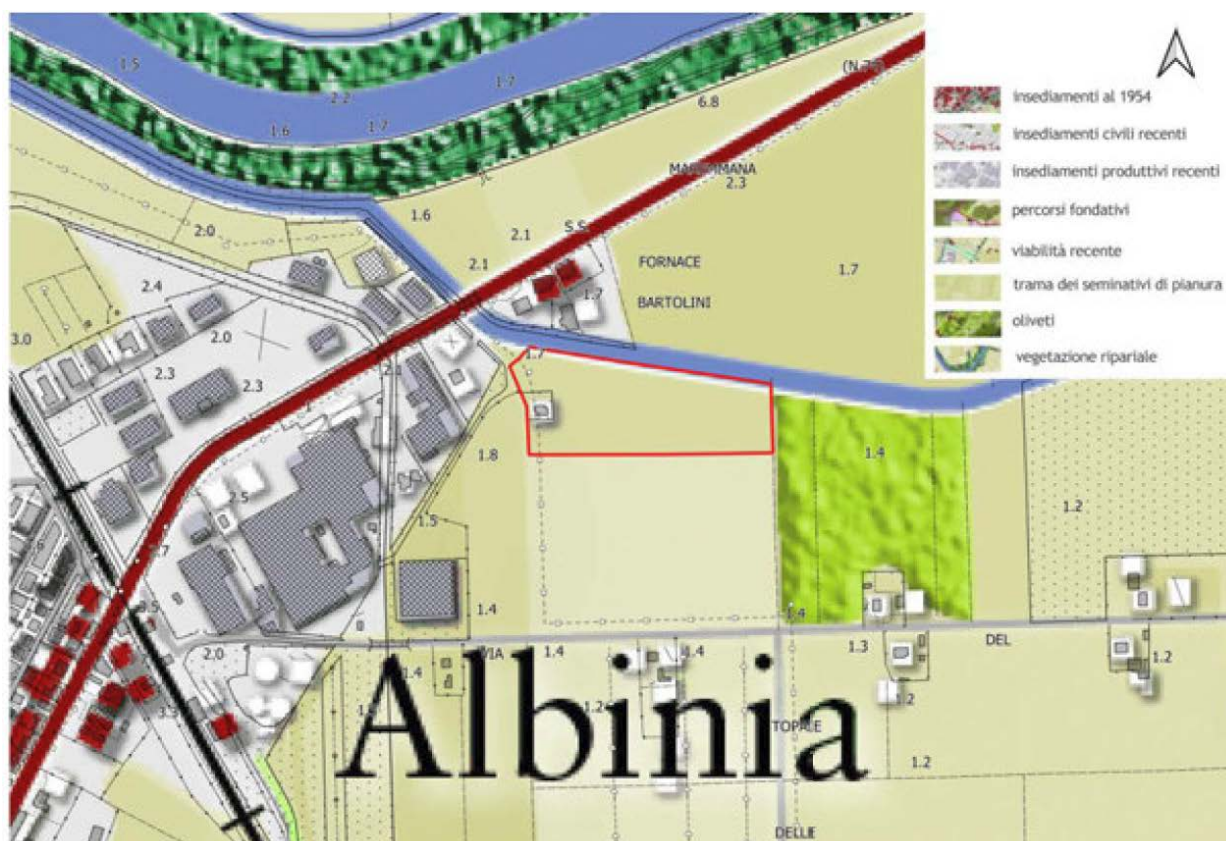 (N.74)
insediamenti al 1954
insediamenti civili recenti
insediamenti produttivi recenti
percorsi fondativi
viabilità recente
trama dei seminativi di pianura
oliveti
vegetazione ripariale
1.5
1.7
2.2
1.6
1.7
6.8
MAREMMANA
2.3
1.6
2.0
2.1
S.S.
2.1
FORNACE
1.7
2.4
1.7
BARTOLINI
2.0
3.0
2.1
1.7
2.3
2.3
1.8
1.4
2.5
1.5
1.2
1.4
1.4
2.0
VIA
1.4
1.4
1.3
DEL
1.4
1.2
1.2
Albinia
TOPAIE
1.2
DELLE